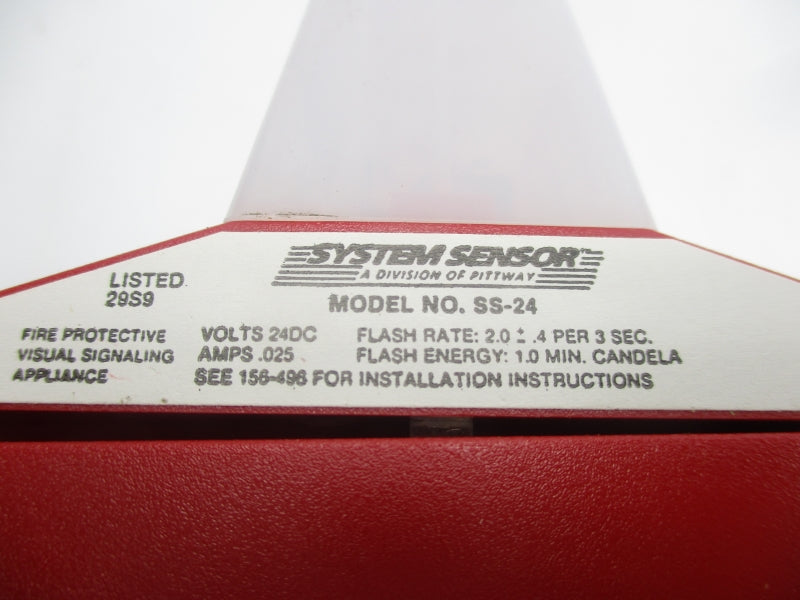 SYSTEM SENSOR™
A DIVISION OF PITTWAY
LISTED
29S9
MODEL NO. SS-24
FIRE PROTECTIVE
VISUAL SIGNALING
APPLIANCE
VOLTS 24DC
AMPS .025
FLASH RATE: 2.0 ± .4 PER 3 SEC.
FLASH ENERGY: 1.0 MIN. CANDELA
SEE 156-496 FOR INSTALLATION INSTRUCTIONS